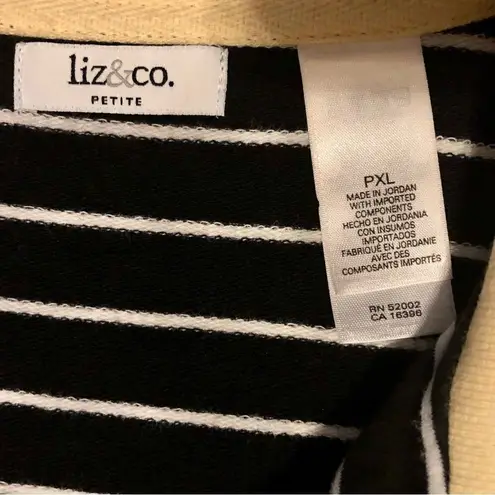 liz&co.
PETITE
PXL
MADE IN JORDAN
WITH IMPORTED
COMPONENTS
HECHO EN JORDANIA
CON INSUMOS
IMPORTADOS
FABRIQUÉ EN JORDANIE
AVEC DES
COMPOSANTS IMPORTÉS
RN 52002
CA 16396